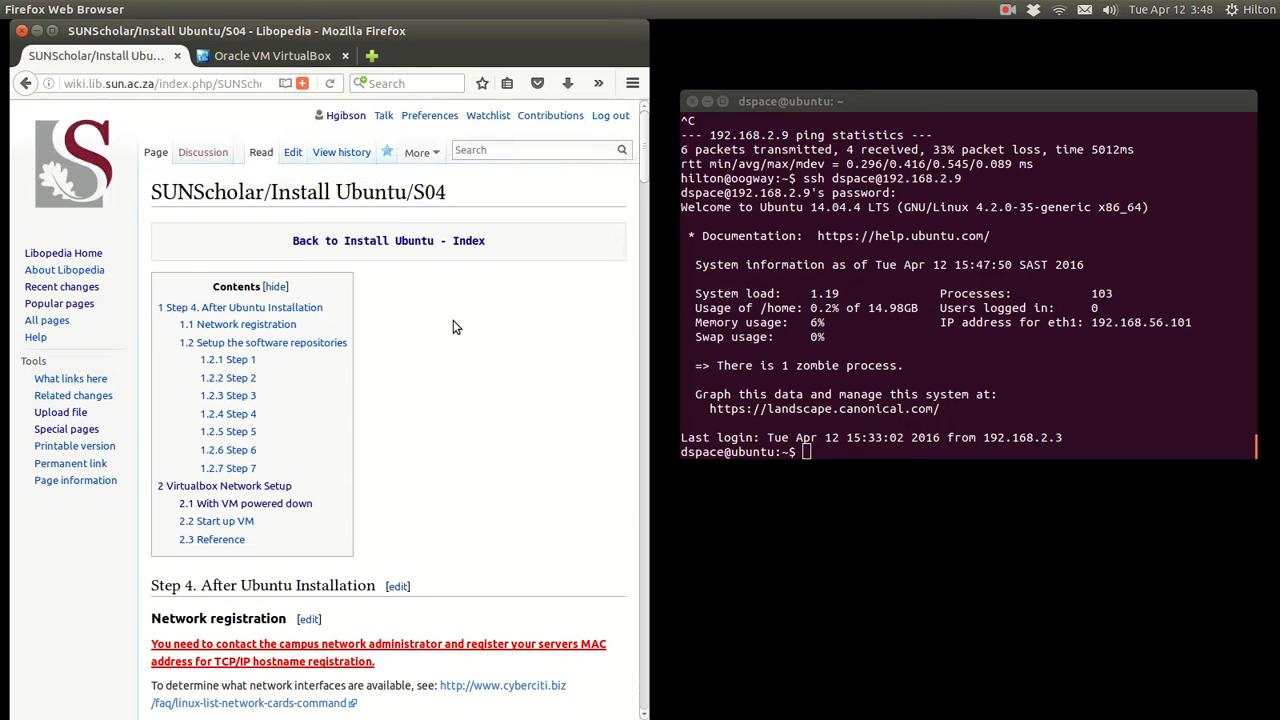 Firefox Web Browser
Tue Apr 12 3:48 Hilton
SUNScholar/Install Ubuntu/S04 - Libopedia - Mozilla Firefox
SUNScholar/Install Ubu... Oracle VM VirtualBox
wiki.lib.sun.ac.za/index.php/SUNSch Search
Hgibson Talk Preferences Watchlist Contributions Log out
Page Discussion Read Edit View history More Search
SUNScholar/Install Ubuntu/S04
Back to Install Ubuntu - Index
Libopedia Home
About Libopedia
Recent changes
Popular pages
All pages
Help
Tools
What links here
Related changes
Upload file
Special pages
Printable version
Permanent link
Page information
Contents [hide]
1 Step 4. After Ubuntu Installation
1.1 Network registration
1.2 Setup the software repositories
1.2.1 Step 1
1.2.2 Step 2
1.2.3 Step 3
1.2.4 Step 4
1.2.5 Step 5
1.2.6 Step 6
1.2.7 Step 7
2 Virtualbox Network Setup
2.1 With VM powered down
2.2 Start up VM
2.3 Reference
Step 4. After Ubuntu Installation [edit]
Network registration [edit]
You need to contact the campus network administrator and register your servers MAC
address for TCP/IP hostname registration.
To determine what network interfaces are available, see: http://www.cyberciti.biz
/faq/linux-list-network-cards-command
dspace@ubuntu: ~
^C
--- 192.168.2.9 ping statistics ---
6 packets transmitted, 4 received, 33% packet loss, time 5012ms
rtt min/avg/max/mdev = 0.296/0.416/0.545/0.089 ms
hilton@oogway:~$ ssh dspace@192.168.2.9
dspace@192.168.2.9's password:
Welcome to Ubuntu 14.04.4 LTS (GNU/Linux 4.2.0-35-generic x86_64)
* Documentation: https://help.ubuntu.com/
System information as of Tue Apr 12 15:47:50 SAST 2016
System load: 1.19 Processes: 103
Usage of /home: 0.2% of 14.98GB Users logged in: 0
Memory usage: 6% IP address for eth1: 192.168.56.101
Swap usage: 0%
=> There is 1 zombie process.
Graph this data and manage this system at:
https://landscape.canonical.com/
Last login: Tue Apr 12 15:33:02 2016 from 192.168.2.3
dspace@ubuntu:~$